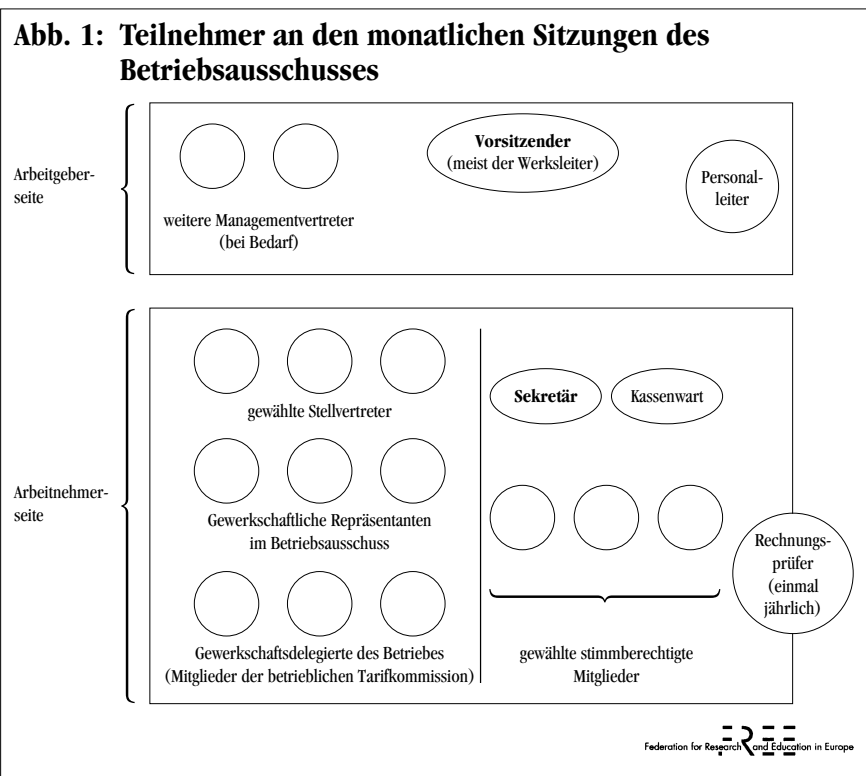 Abb. 1: Teilnehmer an den monatlichen Sitzungen des
Betriebsausschusses
Arbeitgeber-
seite
weitere Managementvertreter
(bei Bedarf)
Vorsitzender
(meist der Werksleiter)
Personal-
leiter
Arbeitnehmer-
seite
gewählte Stellvertreter
Gewerkschaftliche Repräsentanten
im Betriebsausschuss
Gewerkschaftsdelegierte des Betriebes
(Mitglieder der betrieblichen Tarifkommission)
Sekretär
Kassenwart
gewählte stimmberechtigte
Mitglieder
Rechnungs-
prüfer
(einmal
jährlich)
FREE
Federation for Research and Education in Europe